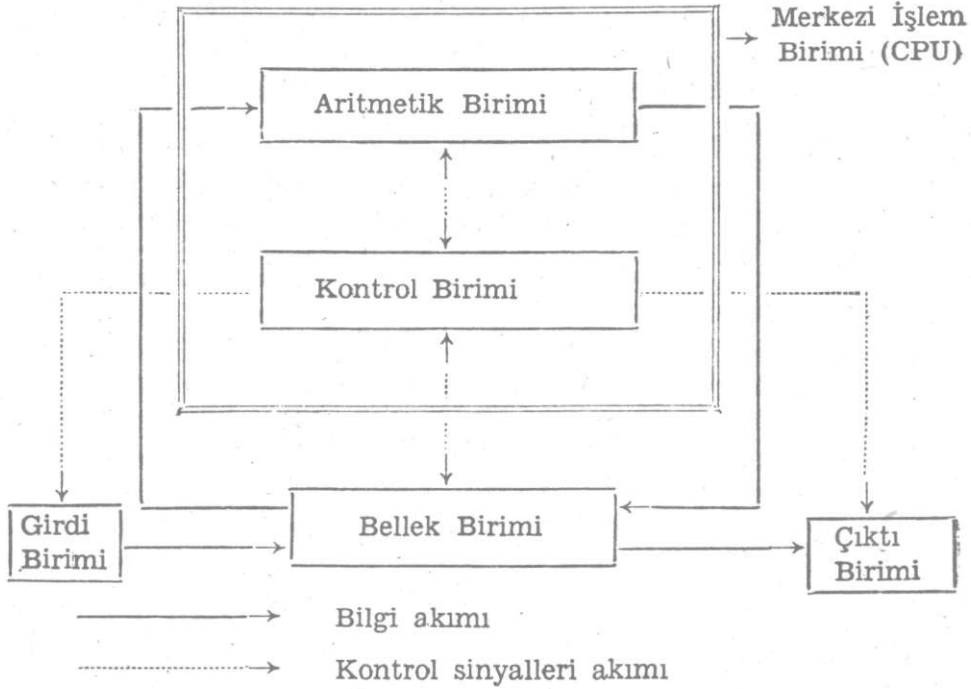 Merkezi İşlem
Birimi (CPU)
Aritmetik Birimi
Kontrol Birimi
Bellek Birimi
Girdi
Birimi
Çıktı
Birimi
Bilgi akımı
Kontrol sinyalleri akımı